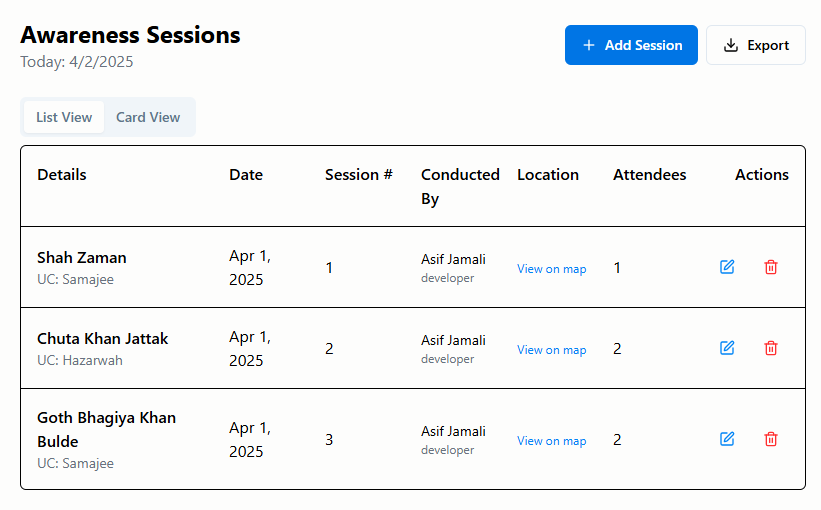 Awareness Sessions
Today: 4/2/2025
Add Session
Export
List View
Card View
Details
Date
Session #
Conducted
By
Location
Attendees
Actions
Shah Zaman
UC: Samajee
Apr 1,
2025
1
Asif Jamali
developer
View on map
1
Chuta Khan Jattak
UC: Hazarwah
Apr 1,
2025
2
Asif Jamali
developer
View on map
2
Goth Bhagiya Khan
Bulde
UC: Samajee
Apr 1,
2025
3
Asif Jamali
developer
View on map
2